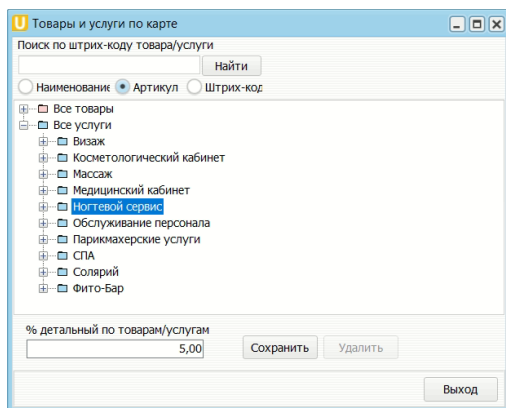 U Товары и услуги по карте
Поиск по штрих-коду товара/услуги
Найти
Наименование Артикул Штрих-код
Все товары
Все услуги
Визаж
Косметологический кабинет
Массаж
Медицинский кабинет
Ногтевой сервис
Обслуживание персонала
Парикмахерские услуги
СПА
Солярий
Фито-Бар
% детальный по товарам/услугам
5,00 Сохранить Удалить
Выход